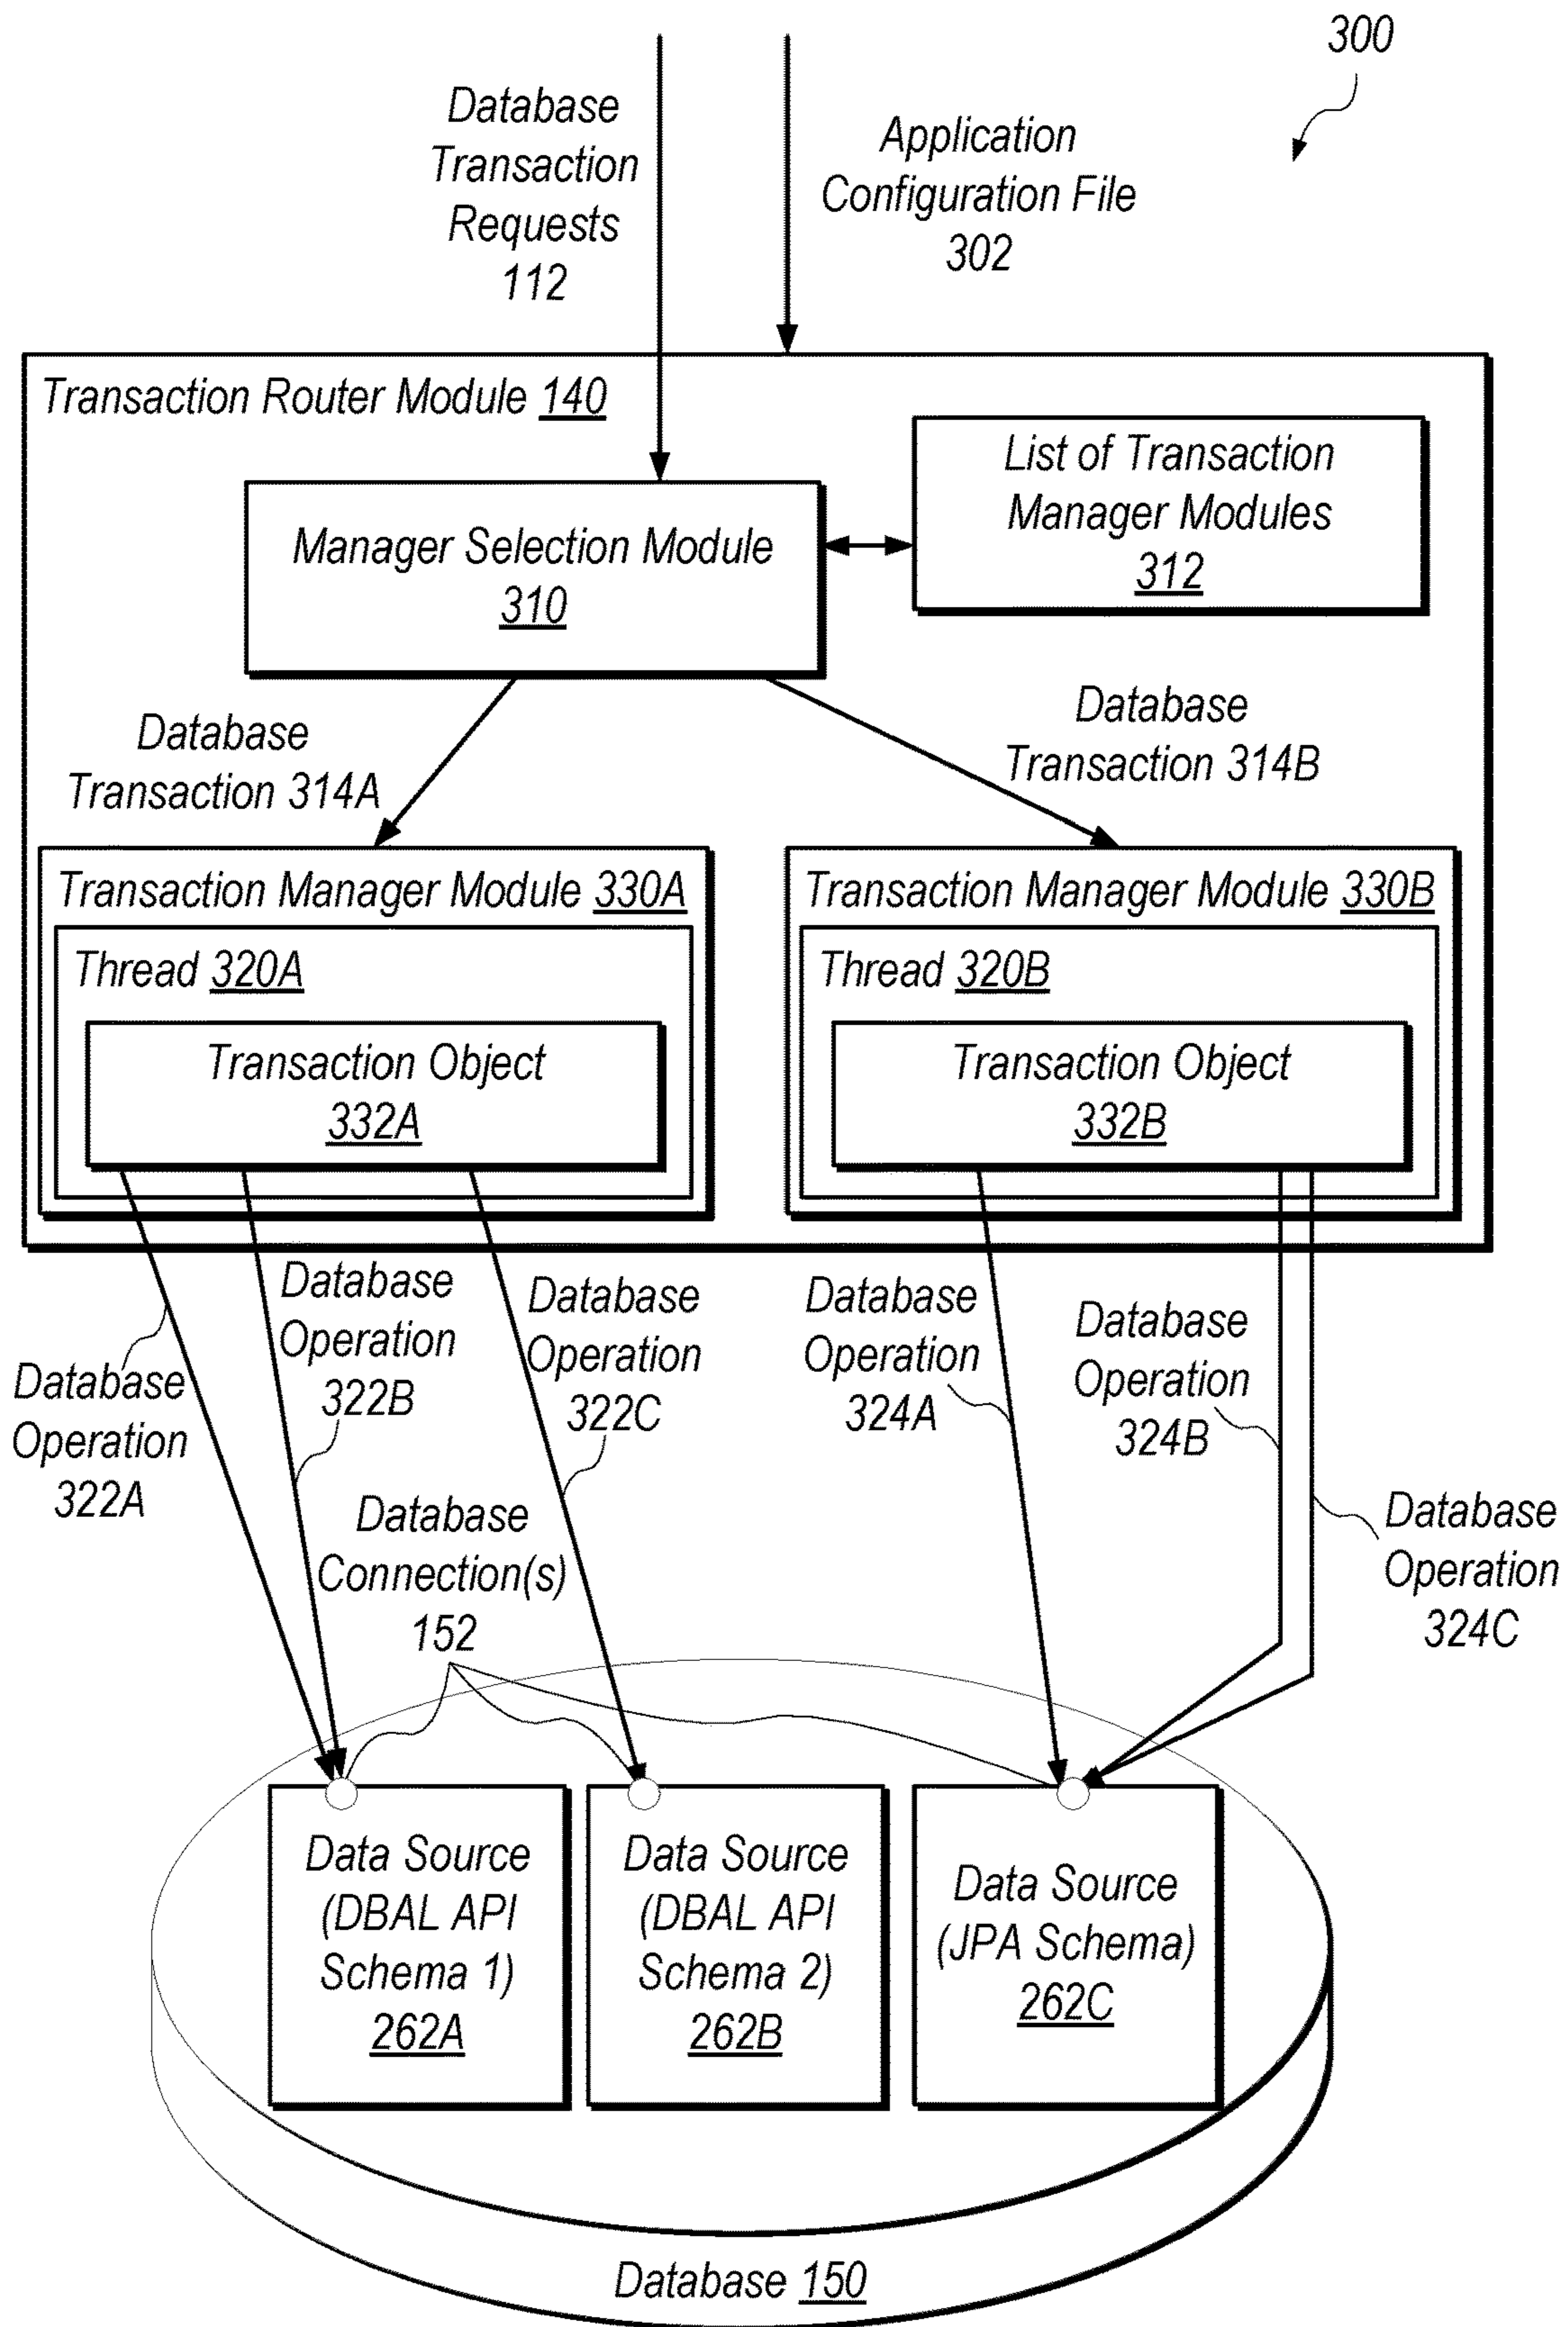 300
Database
Transaction
Requests
112
Application
Configuration File
302
Transaction Router Module 140
List of Transaction
Manager Modules
312
Manager Selection Module
310
Database
Transaction 314A
Database
Transaction 314B
Transaction Manager Module 330A
Thread 320A
Transaction Object
332A
Transaction Manager Module 330B
Thread 320B
Transaction Object
332B
Database
Operation
322A
Database
Operation
322B
Database
Operation
322C
Database
Operation
324A
Database
Operation
324B
Database
Operation
324C
Database
Connection(s)
152
Data Source
(DBAL API
Schema 1)
262A
Data Source
(DBAL API
Schema 2)
262B
Data Source
(JPA Schema)
262C
Database 150